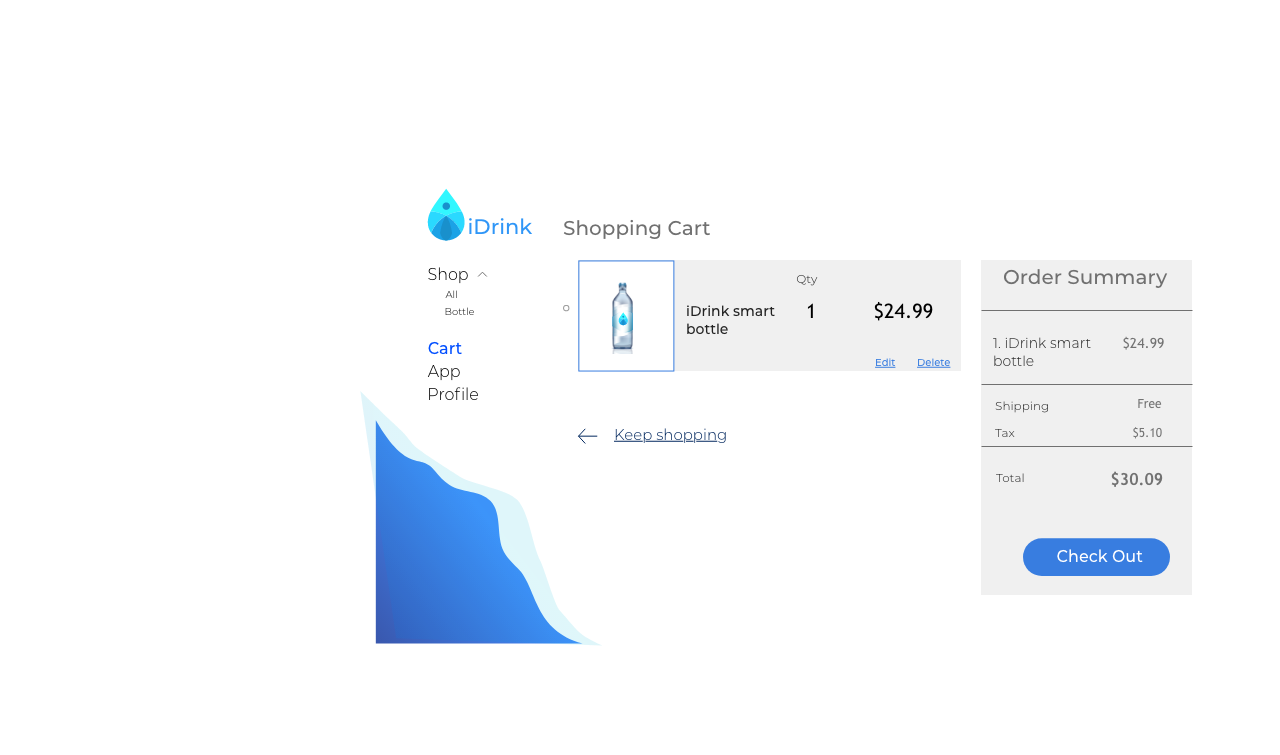 iDrink
Shop
All
Bottle
Cart
App
Profile
Shopping Cart
Qty
iDrink smart
bottle
1
$24.99
Edit
Delete
Keep shopping
Order Summary
1. iDrink smart
bottle
$24.99
Shipping
Free
Tax
$5.10
Total
$30.09
Check Out